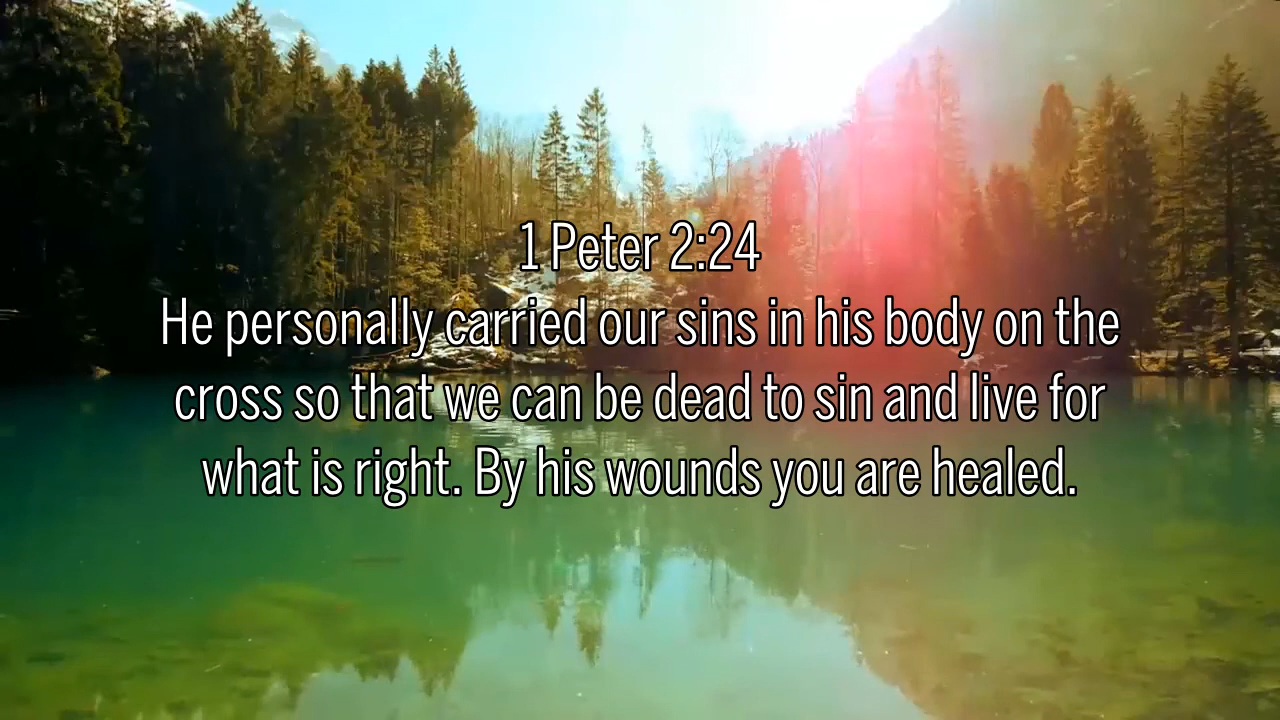 1 Peter 2:24
He personally carried our sins in his body on the
cross so that we can be dead to sin and live for
what is right. By his wounds you are healed.